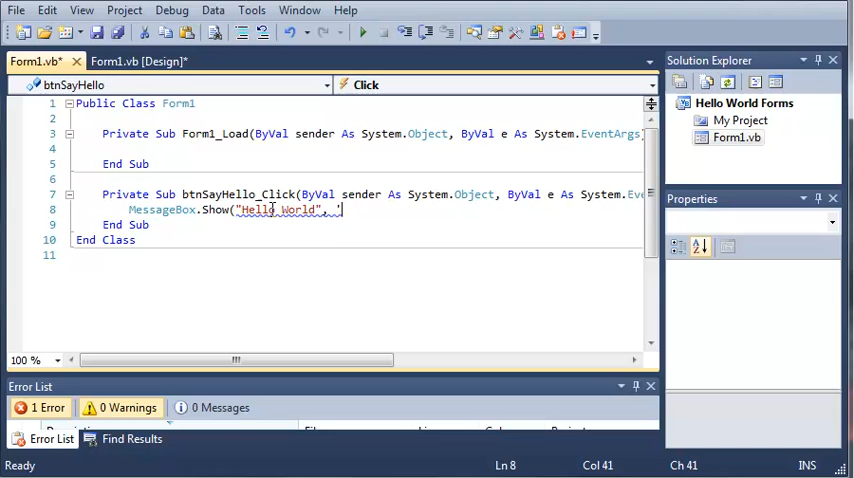 File Edit View Project Debug Data Tools Window Help
Form1.vb* Form1.vb [Design]*
btnSayHello Click
1 Public Class Form1
2
3 Private Sub Form1_Load(ByVal sender As System.Object, ByVal e As System.EventArgs)
4
5 End Sub
6
7 Private Sub btnSayHello_Click(ByVal sender As System.Object, ByVal e As System.Eve
8 MessageBox.Show("Hello World", '
9 End Sub
10 End Class
11
100 %
Error List
1 Error 0 Warnings 0 Messages
Error List Find Results
Solution Explorer
Hello World Forms
My Project
Form1.vb
Properties
Ready Ln 8 Col 41 Ch 41 INS